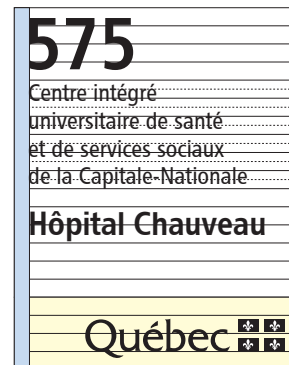 575
Centre intégré
universitaire de santé
et de services sociaux
de la Capitale-Nationale
Hôpital Chauveau
Québec